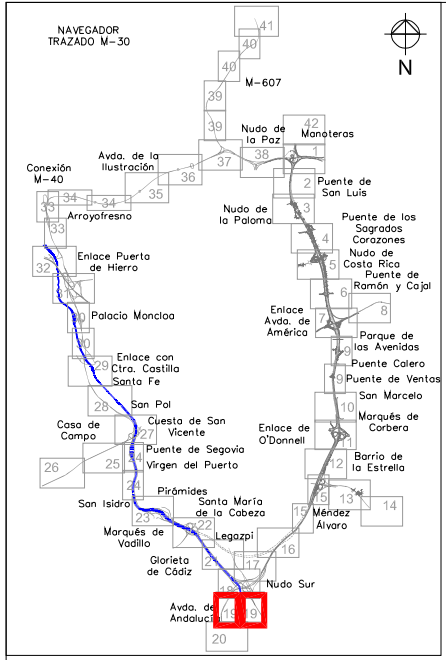 NAVEGADOR
TRAZADO M-30
N
41
40
40
M-607
39
39
42
Nudo de
la Paz
Manoteras
1
37
38
Avda. de la
Ilustración
36
35
34
34
Conexión
M-40
33
33
Arroyofresno
2
Puente de
San Luis
3
Nudo de
la Paloma
4
Puente de los
Sagrados
Corazones
Nudo de
Costa Rica
5
Puente de
Ramón y Cajal
6
8
7
Enlace
Avda. de
América
Enlace Puerta
de Hierro
32
Palacio Moncloa
29
Enlace con
Ctra. Castilla
Santa Fe
28
San Pol
Parque de
las Avenidas
9
Puente Calero
9
Puente de Ventas
San Marcelo
10
Marqués de
Corbera
11
Enlace de
O'Donnell
12
Barrio de
la Estrella
Cuesta de San
Vicente
27
Casa de
Campo
26
25
24
Puente de Segovia
Virgen del Puerto
24
Pirámides
San Isidro
23
Santa María
de la Cabeza
22
Marqués de
Vadillo
Legazpi
21
Glorieta
de Cádiz
15
13
14
15
Méndez
Álvaro
16
17
18
Nudo Sur
Avda. de
Andalucía
19
19
20